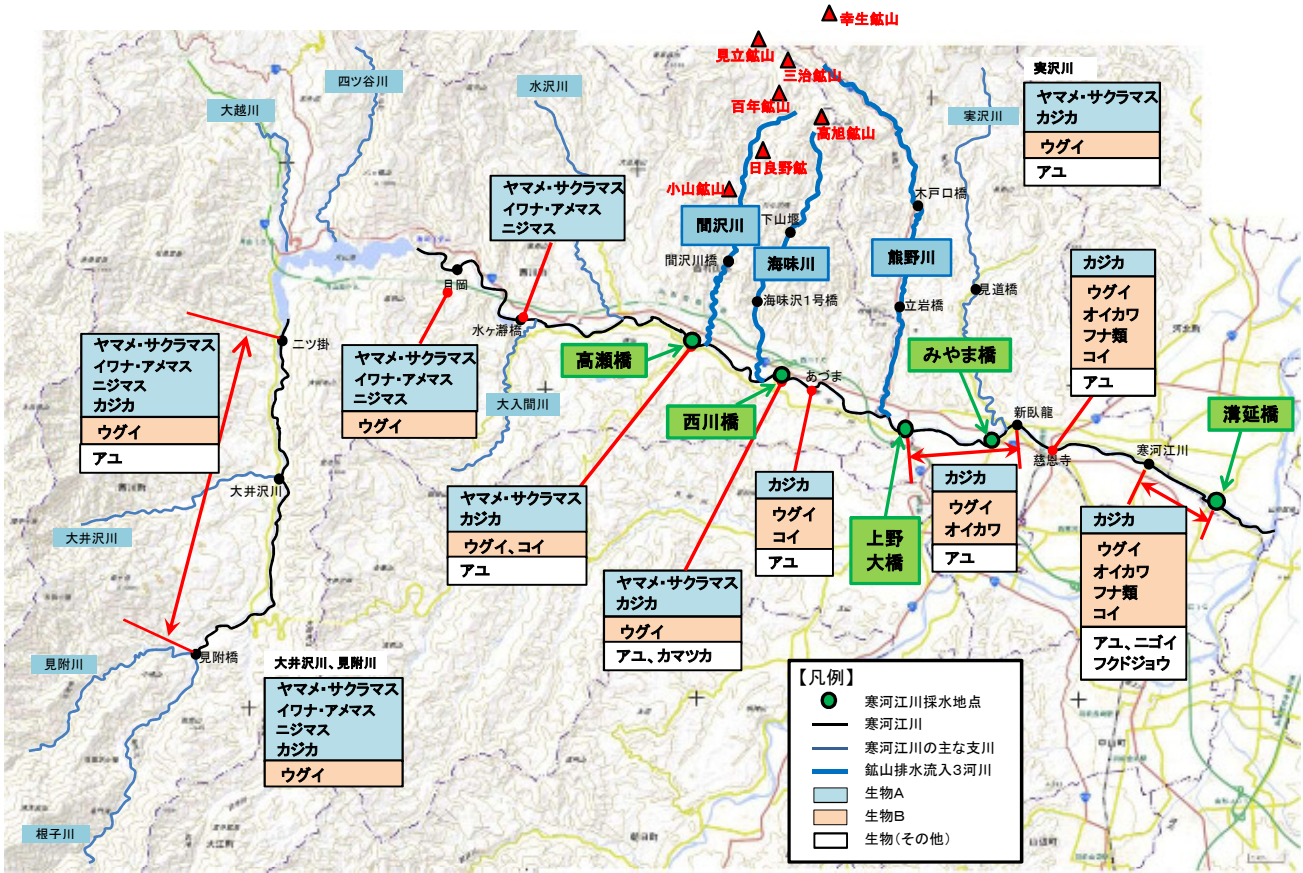 幸生鉱山
見立鉱山
三治鉱山
百年鉱山
高旭鉱山
日良野鉱
小山鉱山
四ツ谷川
大越川
水沢川
実沢川
実沢川
ヤマメ・サクラマス
カジカ
ウグイ
アユ
ヤマメ・サクラマス
イワナ・アメマス
ニジマス
間沢川
海味川
熊野川
木戸口橋
下山堰
間沢川橋
海味沢1号橋
立岩橋
見道橋
月岡
水ヶ瀞橋
二ツ掛
カジカ
ウグイ
オイカワ
フナ類
コイ
アユ
ヤマメ・サクラマス
イワナ・アメマス
ニジマス
カジカ
ウグイ
アユ
ヤマメ・サクラマス
イワナ・アメマス
ニジマス
ウグイ
高瀬橋
西川橋
あづま
みやま橋
新臥龍
慈恩寺
寒河江川
溝延橋
大入間川
大井沢川
大井沢川
ヤマメ・サクラマス
カジカ
ウグイ、コイ
アユ
カジカ
ウグイ
コイ
アユ
上野
大橋
カジカ
ウグイ
オイカワ
アユ
カジカ
ウグイ
オイカワ
フナ類
コイ
アユ、ニゴイ
フクドジョウ
ヤマメ・サクラマス
カジカ
ウグイ
アユ、カマツカ
見附川
見附橋
根子川
大井沢川、見附川
ヤマメ・サクラマス
イワナ・アメマス
ニジマス
カジカ
ウグイ
【凡例】
寒河江川採水地点
寒河江川
寒河江川の主な支川
鉱山排水流入3河川
生物A
生物B
生物(その他)
西川町
大江町
朝日町
中山町
河北町